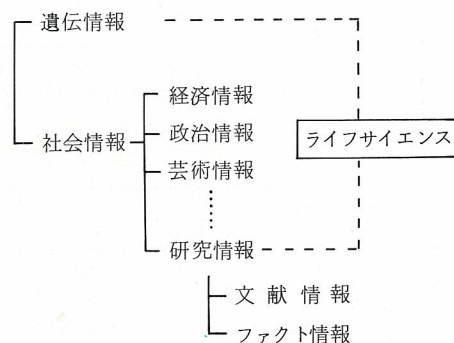 遺伝情報
経済情報
政治情報
社会情報
ライフサイエンス
芸術情報
研究情報
文献情報
ファクト情報